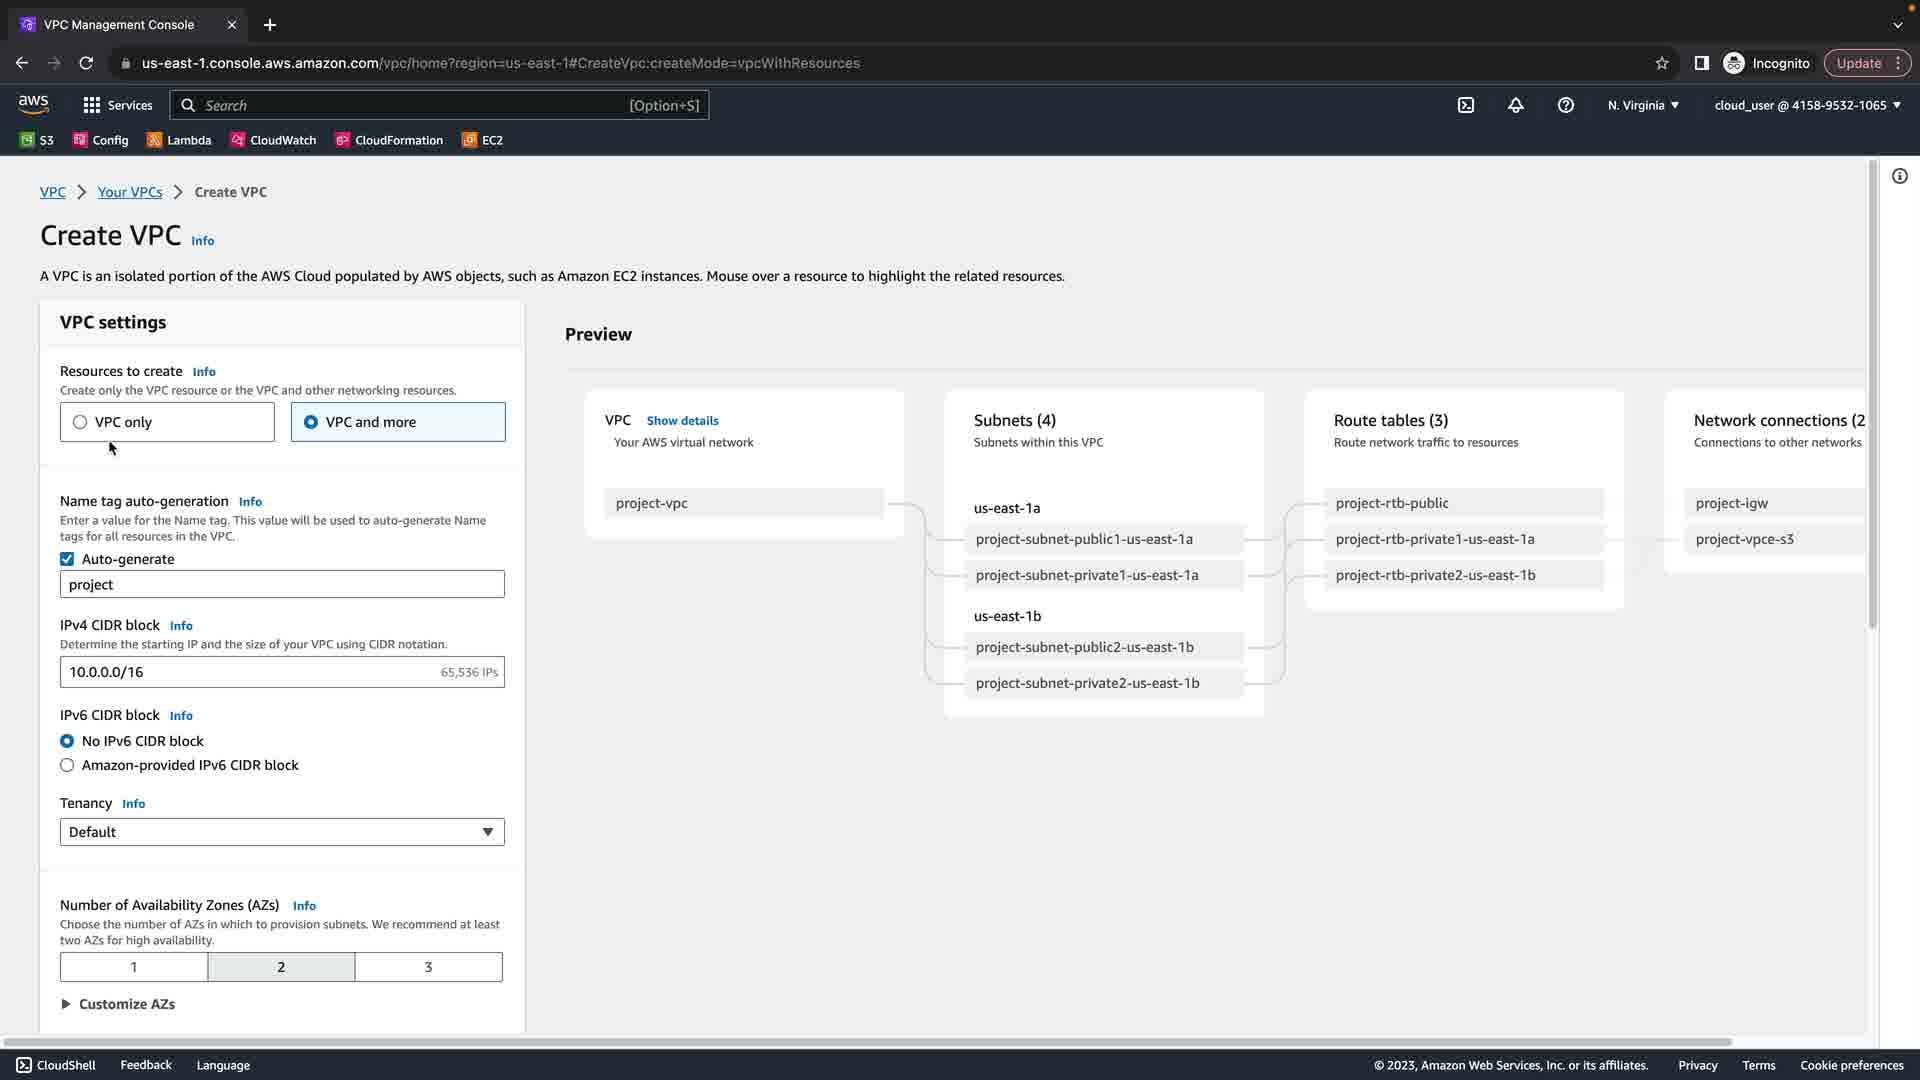 VPC Management Console
us-east-1.console.aws.amazon.com/vpc/home?region=us-east-1#CreateVpc:createMode=vpcWithResources
Incognito
Update
aws
Services
Search
[Option+S]
N. Virginia
cloud_user @ 4158-9532-1065
S3
Config
Lambda
CloudWatch
CloudFormation
EC2
VPC
Your VPCs
Create VPC
Create VPC Info
A VPC is an isolated portion of the AWS Cloud populated by AWS objects, such as Amazon EC2 instances. Mouse over a resource to highlight the related resources.
VPC settings
Resources to create Info
Create only the VPC resource or the VPC and other networking resources.
VPC only
VPC and more
Name tag auto-generation Info
Enter a value for the Name tag. This value will be used to auto-generate Name
tags for all resources in the VPC.
Auto-generate
project
IPv4 CIDR block Info
Determine the starting IP and the size of your VPC using CIDR notation.
10.0.0.0/16
65,536 IPs
IPv6 CIDR block Info
No IPv6 CIDR block
Amazon-provided IPv6 CIDR block
Tenancy Info
Default
Number of Availability Zones (AZs) Info
Choose the number of AZs in which to provision subnets. We recommend at least
two AZs for high availability.
1
2
3
Customize AZs
Preview
VPC Show details
Your AWS virtual network
project-vpc
Subnets (4)
Subnets within this VPC
us-east-1a
project-subnet-public1-us-east-1a
project-subnet-private1-us-east-1a
us-east-1b
project-subnet-public2-us-east-1b
project-subnet-private2-us-east-1b
Route tables (3)
Route network traffic to resources
project-rtb-public
project-rtb-private1-us-east-1a
project-rtb-private2-us-east-1b
Network connections (2
Connections to other networks
project-igw
project-vpce-s3
CloudShell
Feedback
Language
© 2023, Amazon Web Services, Inc. or its affiliates.
Privacy
Terms
Cookie preferences